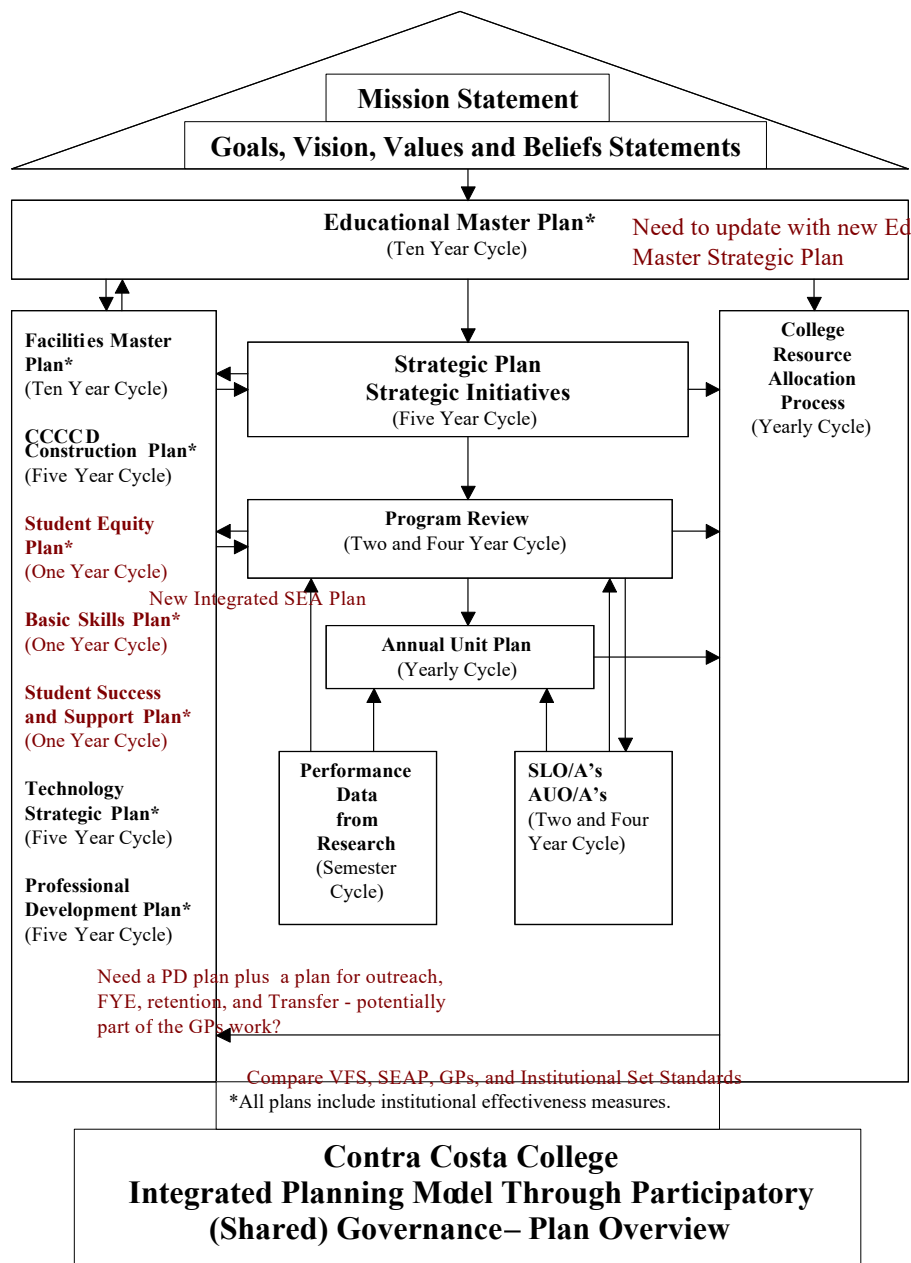 Mission Statement
Goals, Vision, Values and Beliefs Statements
Educational Master Plan*
(Ten Year Cycle)
Need to update with new Ed
Master Strategic Plan
Facilities Master
Plan*
(Ten Year Cycle)
CCCCD
Construction Plan*
(Five Year Cycle)
Student Equity
Plan*
(One Year Cycle)
New Integrated SEA Plan
Basic Skills Plan*
(One Year Cycle)
Student Success
and Support Plan*
(One Year Cycle)
Technology
Strategic Plan*
(Five Year Cycle)
Professional
Development Plan*
(Five Year Cycle)
Strategic Plan
Strategic Initiatives
(Five Year Cycle)
Program Review
(Two and Four Year Cycle)
Annual Unit Plan
(Yearly Cycle)
Performance
Data
from
Research
(Semester
Cycle)
SLO/A's
AUO/A's
(Two and Four
Year Cycle)
College
Resource
Allocation
Process
(Yearly Cycle)
Need a PD plan plus a plan for outreach,
FYE, retention, and Transfer - potentially
part of the GPs work?
Compare VFS, SEAP, GPs, and Institutional Set Standards
*All plans include institutional effectiveness measures.
Contra Costa College
Integrated Planning Model Through Participatory
(Shared) Governance– Plan Overview